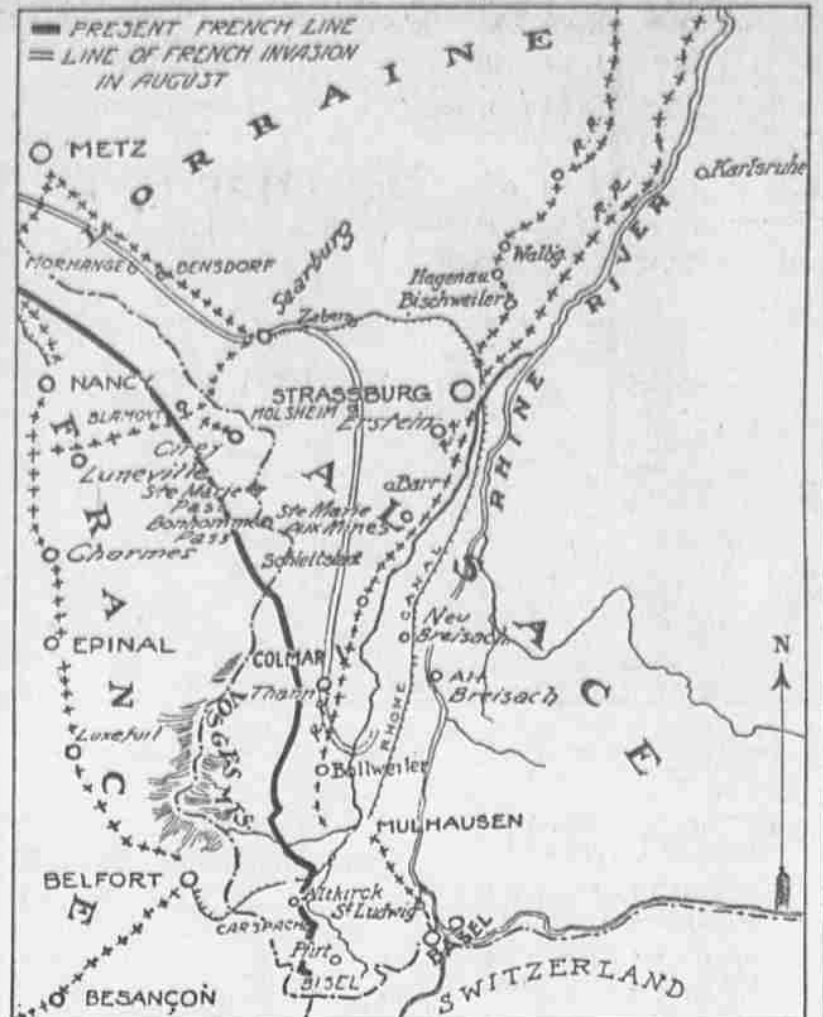 PRESENT FRENCH LINE
LINE OF FRENCH INVASION
IN AUGUST
LORRAINE
METZ
Karlsruhe
R.R.
R.R.
MORHANGE
BENSDORF
Saarburg
Walbg.
Hagenau
Bischweiler
Zabern
RHINE RIVER
NANCY
STRASSBURG
MOLSHEIM
Erstein
BLAMONT
Cirey
Luneville
Barr
Ste Marie
Pass
Bonhomme
Pass
Ste Marie
Aux Mines
Charmes
Schlettstadt
ALSACE
FRANCE
RHINE
CANAL
Neu
Breisach
EPINAL
COLMAR
Thann
Alt
Breisach
N
VOSGES MTS
RHONE
Luxefuil
Bollweiler
MULHAUSEN
BELFORT
Altkirck
St Ludwig
CARSPACH
Pfirt
BISEL
BASEL
BESANÇON
SWITZERLAND